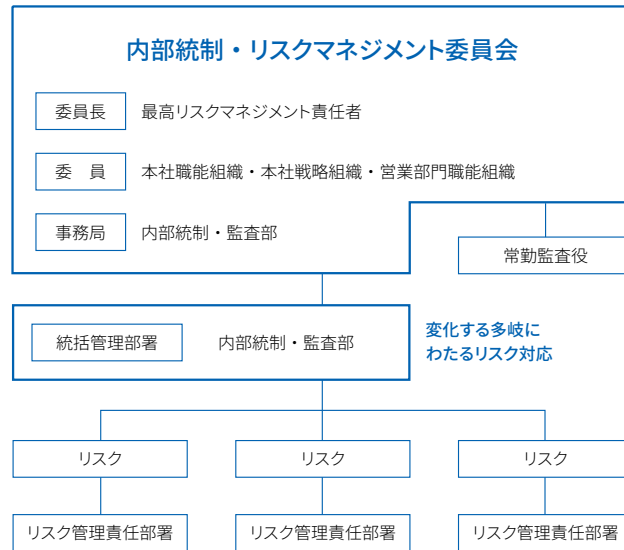 内部統制・リスクマネジメント委員会
委員長 最高リスクマネジメント責任者
委　員 本社職能組織・本社戦略組織・営業部門職能組織
事務局 内部統制・監査部
常勤監査役
統括管理部署 内部統制・監査部
変化する多岐に
わたるリスク対応
リスク リスク リスク
リスク管理責任部署 リスク管理責任部署 リスク管理責任部署